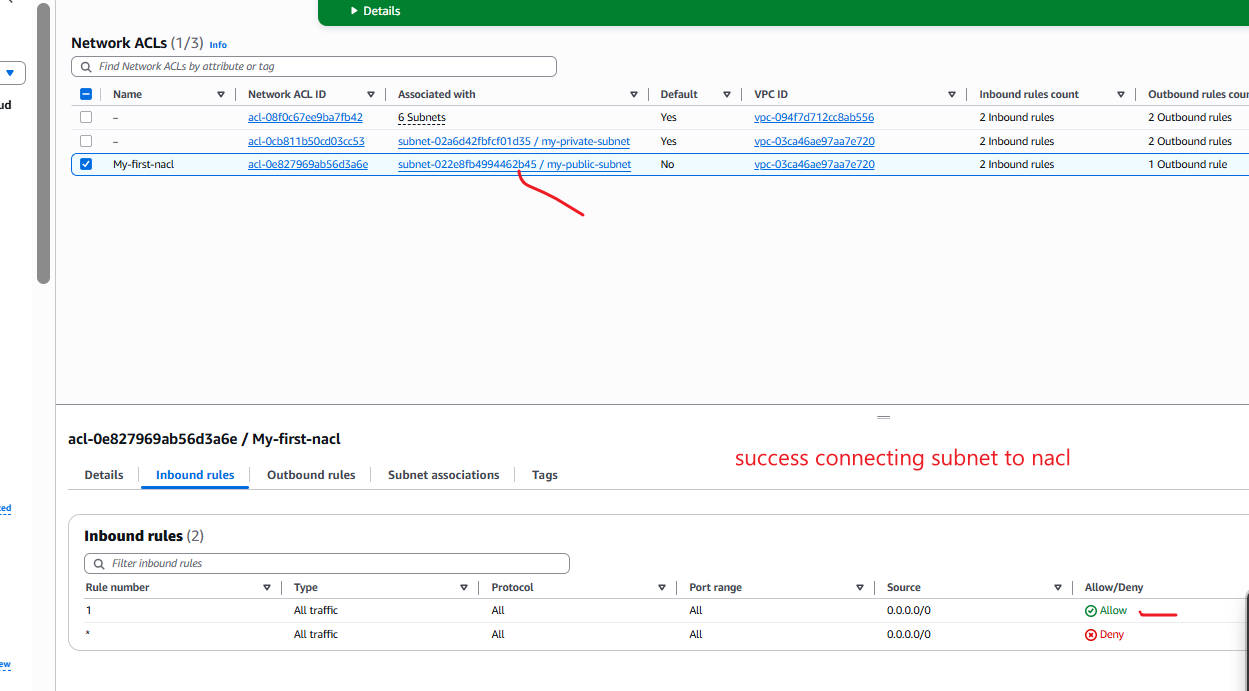 Details
Network ACLs (1/3) Info
Find Network ACLs by attribute or tag
ud
Name Network ACL ID Associated with Default VPC ID Inbound rules count Outbound rules coun
– acl-08f0c67ee9ba7fb42 6 Subnets Yes vpc-094f7d712cc8ab556 2 Inbound rules 2 Outbound rules
– acl-0cb811b50cd03cc53 subnet-02a6d42fbfcf01d35 / my-private-subnet Yes vpc-03ca46ae97aa7e720 2 Inbound rules 2 Outbound rules
My-first-nacl acl-0e827969ab56d3a6e subnet-022e8fb4994462b45 / my-public-subnet No vpc-03ca46ae97aa7e720 2 Inbound rules 1 Outbound rule
acl-0e827969ab56d3a6e / My-first-nacl
success connecting subnet to nacl
Details Inbound rules Outbound rules Subnet associations Tags
ted
Inbound rules (2)
Filter inbound rules
Rule number Type Protocol Port range Source Allow/Deny
1 All traffic All All 0.0.0.0/0 Allow
* All traffic All All 0.0.0.0/0 Deny
ew